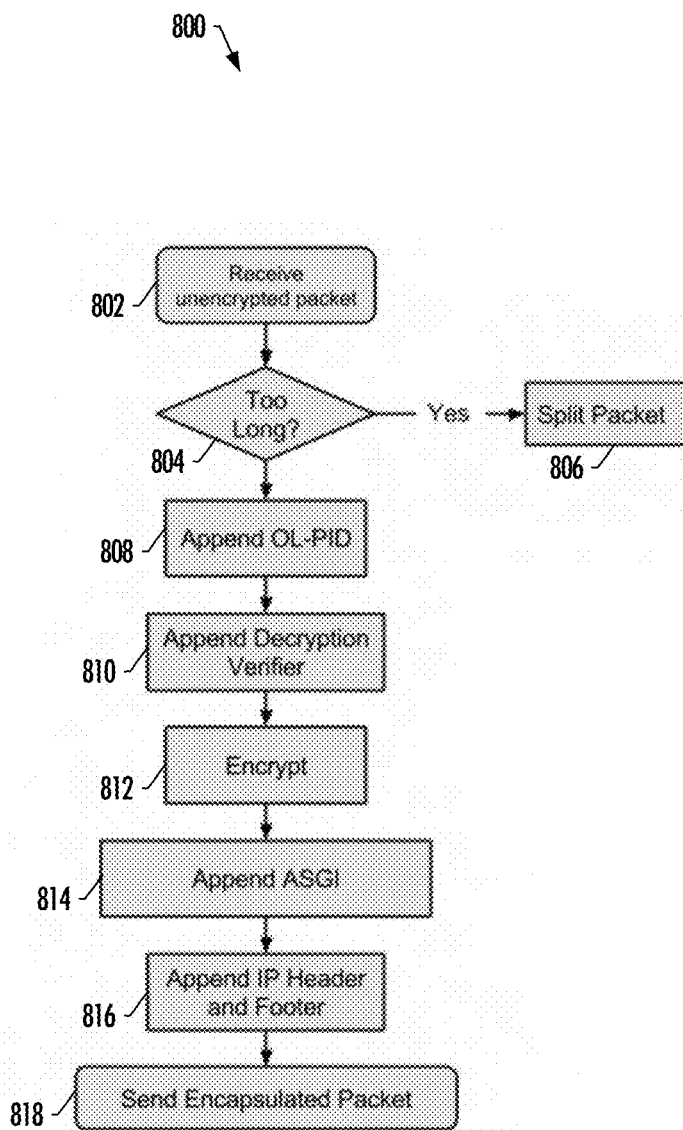 800
Receive
unencrypted packet
802
Too
Long?
804
Yes
Split Packet
806
Append OL-PID
808
Append Decryption
Verifier
810
Encrypt
812
Append ASGI
814
Append IP Header
and Footer
816
Send Encapsulated Packet
818